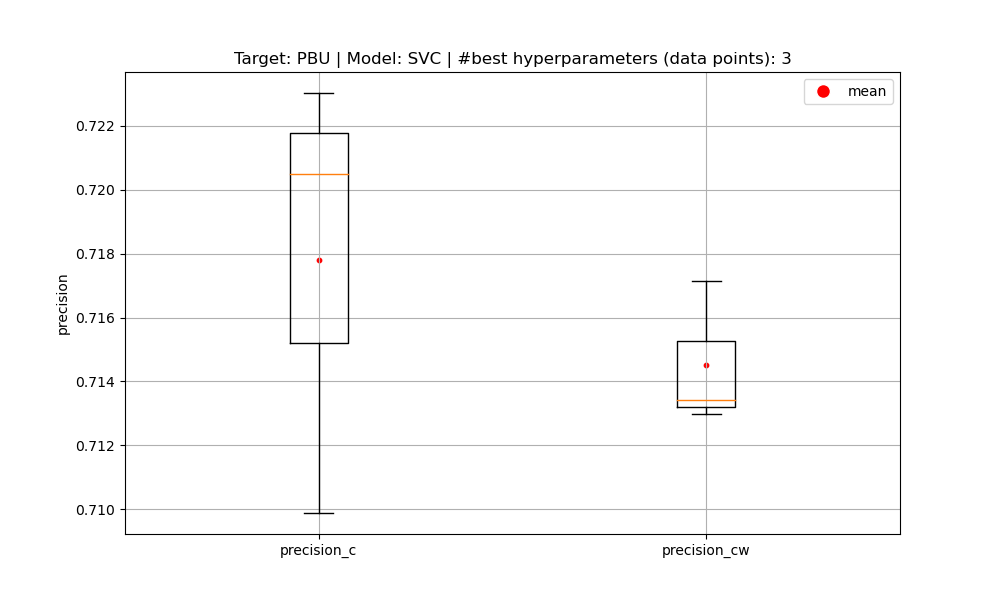 Target: PBU | Model: SVC | #best hyperparameters (data points): 3
mean
0.722
0.720
0.718
0.716
0.714
0.712
0.710
precision
precision_c
precision_cw